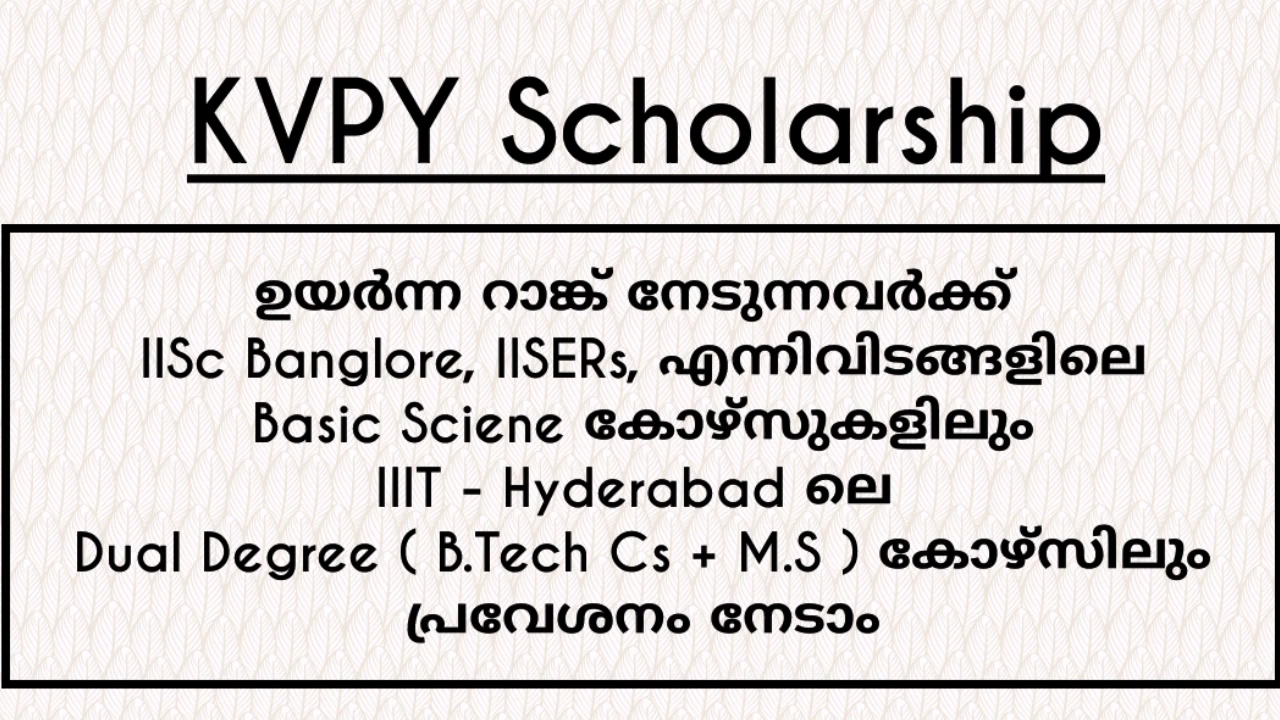 KVPY Scholarship
ഉയർന്ന റാങ്ക് നേടുന്നവർക്ക്
IISc Banglore, IISERs, എന്നിവിടങ്ങളിലെ
Basic Sciene കോഴ്സുകളിലും
IIIT - Hyderabad ലെ
Dual Degree ( B.Tech Cs + M.S ) കോഴ്സിലും
പ്രവേശനം നേടാം